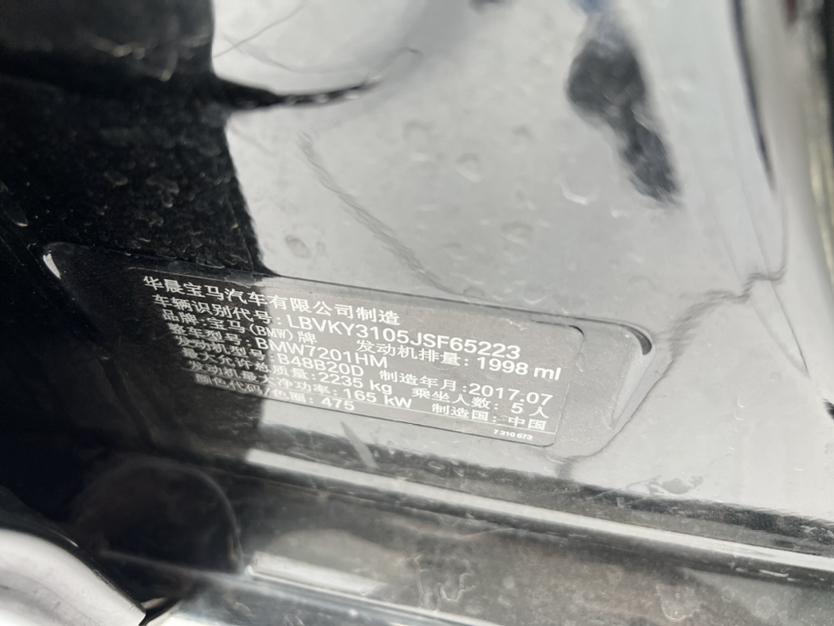 华晨宝马汽车有限公司制造
车辆识别代号: LBVKY3105JSF65223
品牌: 宝马(BMW)牌 发动机排量: 1998 ml
整车型号: BMW7201HM
发动机型号: B48B20D 制造年月: 2017.07
最大允许总质量: 2235 kg 乘坐人数: 5 人
发动机最大净功率: 165 kW 制造国: 中国
颜色代码/色圈: 475
7 310 673